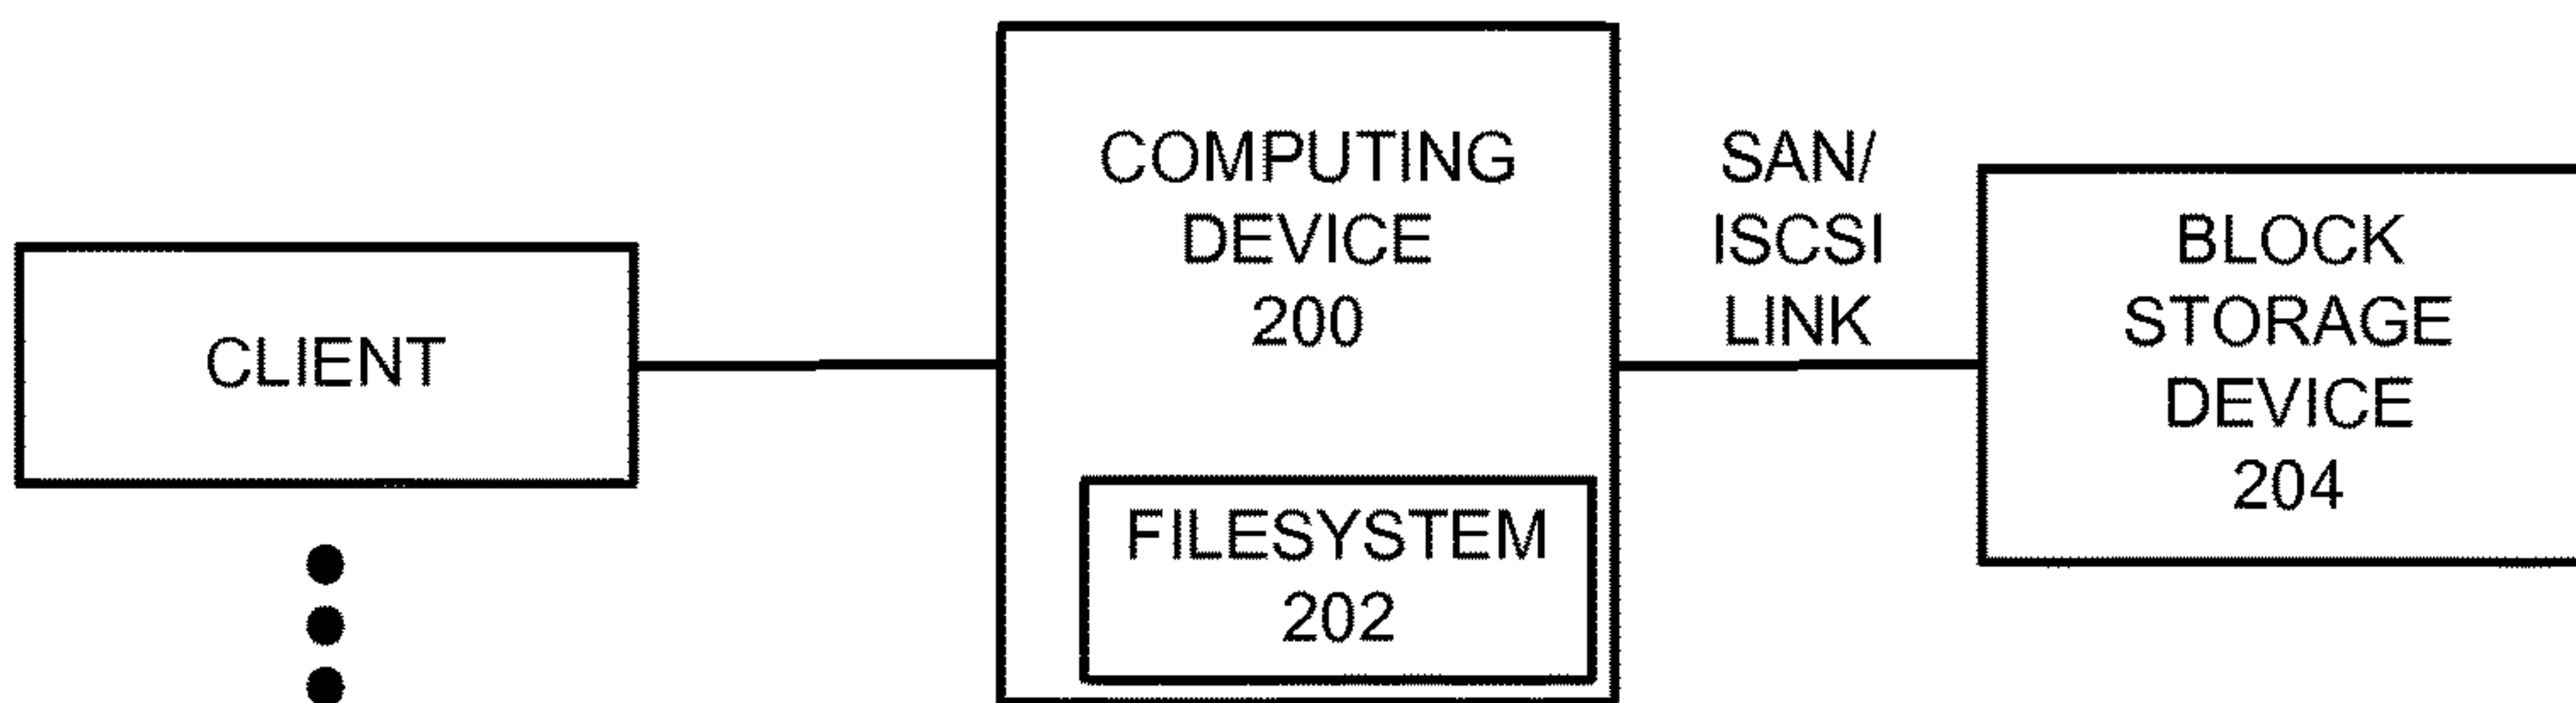 CLIENT
COMPUTING
DEVICE
200
FILESYSTEM
202
SAN/
ISCSI
LINK
BLOCK
STORAGE
DEVICE
204